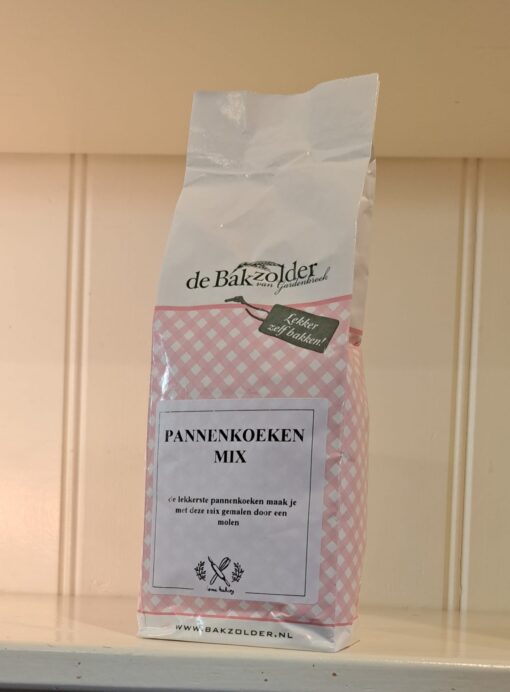 de Bakzolder
van Gardenbroek
Lekker
zelf bakken!
PANNENKOEKEN
MIX
de lekkerste pannenkoeken maak je
met deze mix gemalen door een
molen
WWW.BAKZOLDER.NL